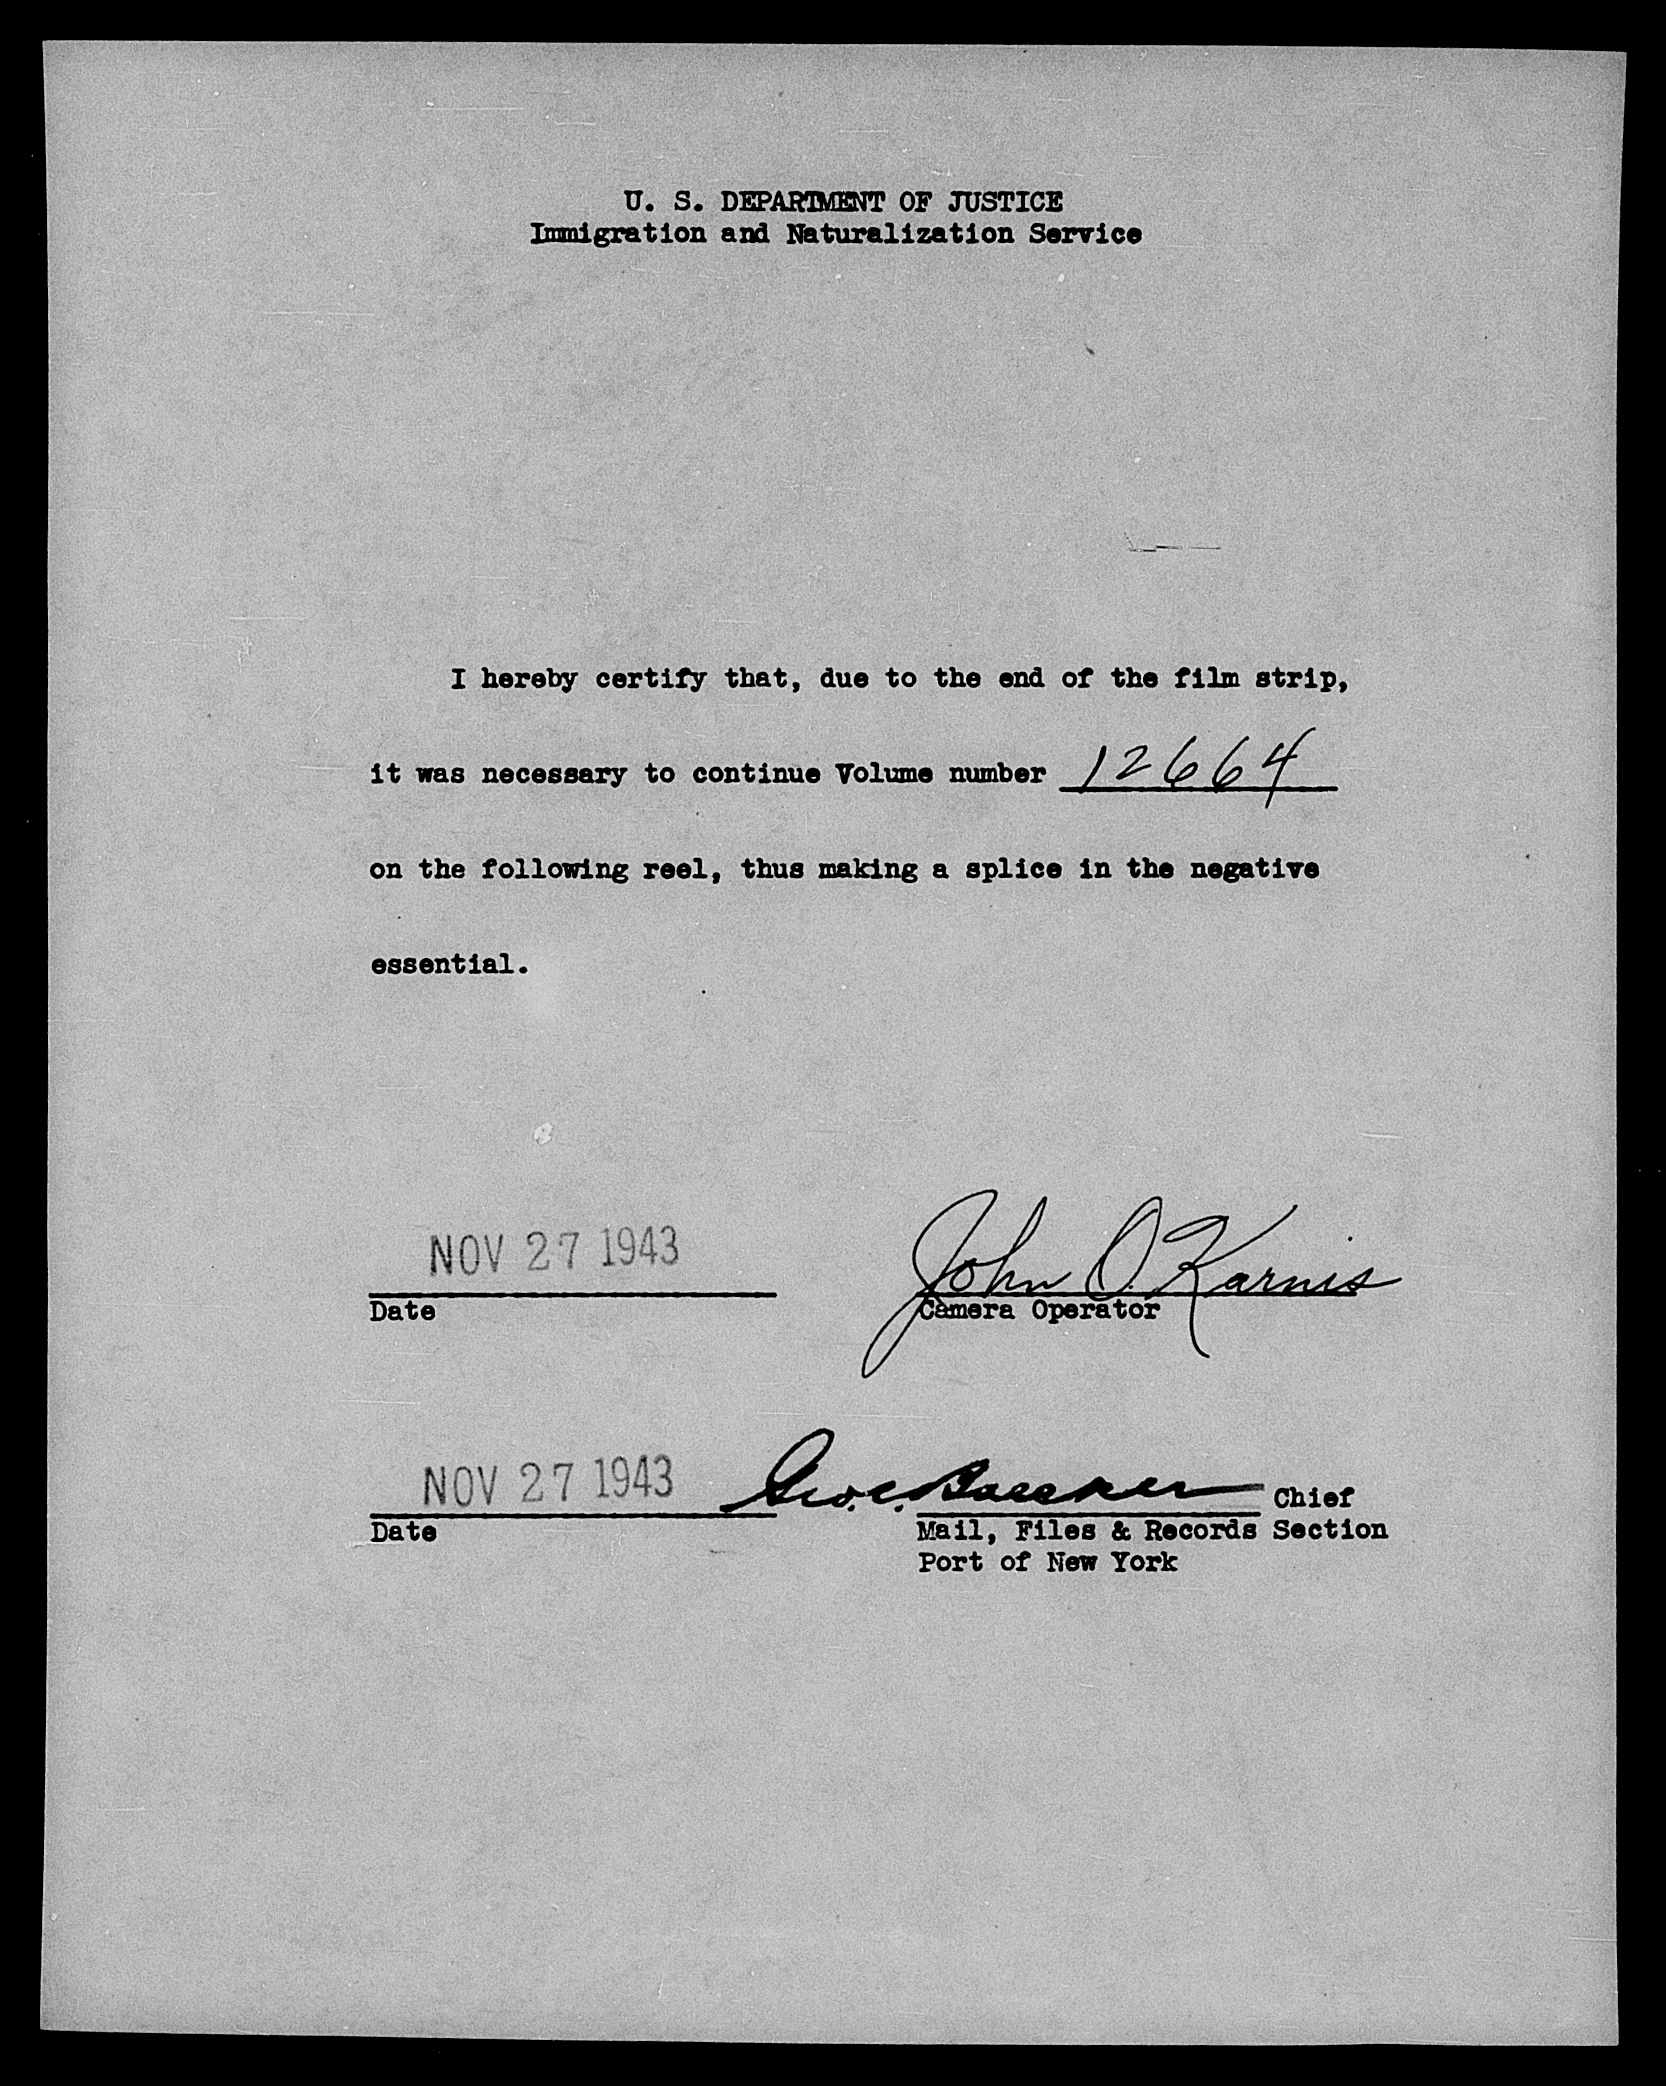 U. S. DEPARTMENT OF JUSTICE
Immigration and Naturalization Service
I hereby certify that, due to the end of the film strip,
it was necessary to continue Volume number 12664
on the following reel, thus making a splice in the negative
essential.
NOV 27 1943 John O. Karnis
Date Camera Operator
NOV 27 1943 Geo. C. Chief
Date Mail, Files & Records Section
Port of New York